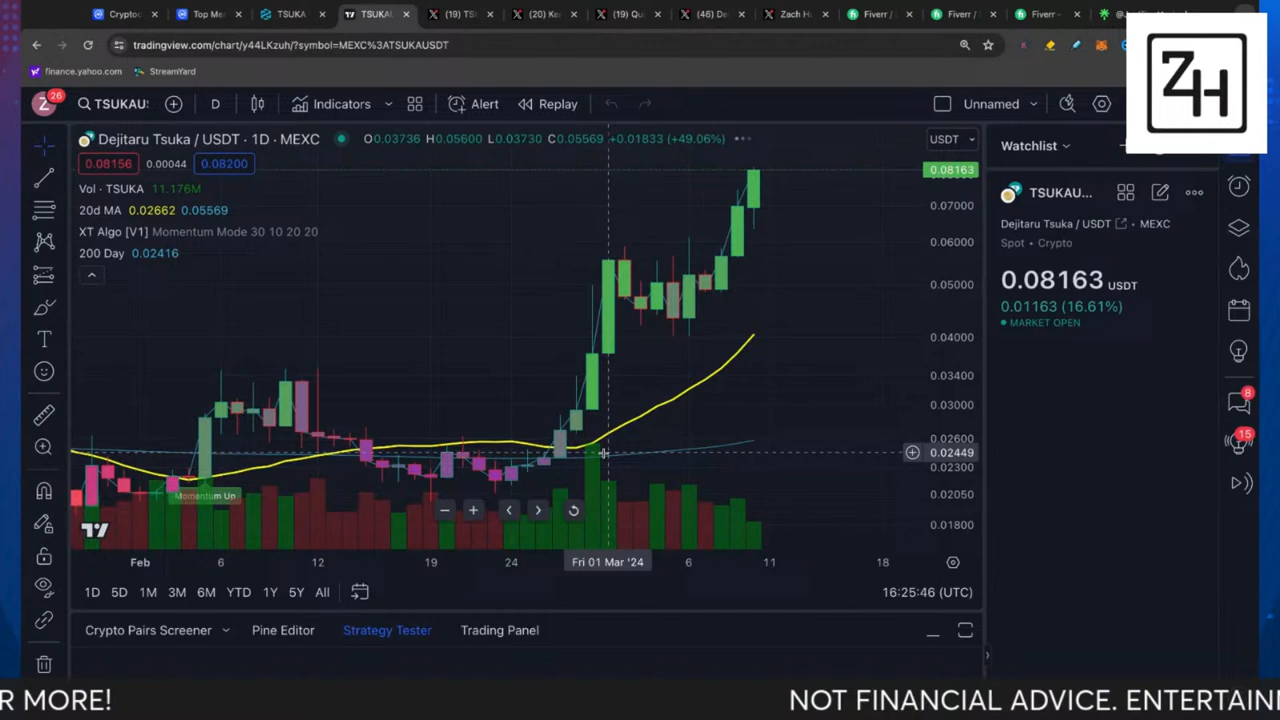 Crypto
Top Me
TSUKA
TSUKAU
(20)
(19) Qu
Zach H
Fiverr /
Fiverr /
Fiverr -
tradingview.com/chart/y44LKzuh/?symbol=MEXC%3ATSUKAUSDT
finance.yahoo.com
StreamYard
ZH
Z
26
TSUKAU:
D
Indicators
Alert
Replay
Unnamed
Dejitaru Tsuka / USDT · 1D · MEXC
O0.03736 H0.05600 L0.03730 C0.05569 +0.01833 (+49.06%)
USDT
0.08156
0.00044
0.08200
Vol · TSUKA 11.176M
20d MA 0.02662 0.05569
XT Algo [V1] Momentum Mode 30 10 20 20
200 Day 0.02416
0.08163
0.07000
0.06000
0.05000
0.04000
0.03400
0.03000
0.02600
0.02449
0.02300
0.02050
0.01800
Momentum Up
Feb
6
12
19
24
Fri 01 Mar '24
6
11
18
1D
5D
1M
3M
6M
YTD
1Y
5Y
All
16:25:46 (UTC)
Crypto Pairs Screener
Pine Editor
Strategy Tester
Trading Panel
Watchlist
TSUKAU...
Dejitaru Tsuka / USDT · MEXC
Spot · Crypto
0.08163 USDT
0.01163 (16.61%)
MARKET OPEN
8
15
R MORE!
NOT FINANCIAL ADVICE. ENTERTAIN